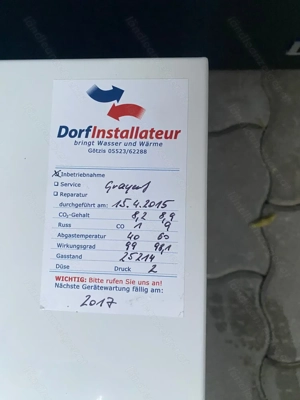 DorfInstallateur
bringt Wasser und Wärme
Götzis 05523/62288
Inbetriebnahme
Service
Reparatur
durchgeführt am: 15.4.2015
CO₂-Gehalt 8,2 8,9
Russ CO 1 9
Abgastemperatur 40 60
Wirkungsgrad 99 98,1
Gasstand 25214
Düse Druck 2
WICHTIG: Bitte rufen Sie uns an!
Nächste Gerätewartung fällig am:
2017